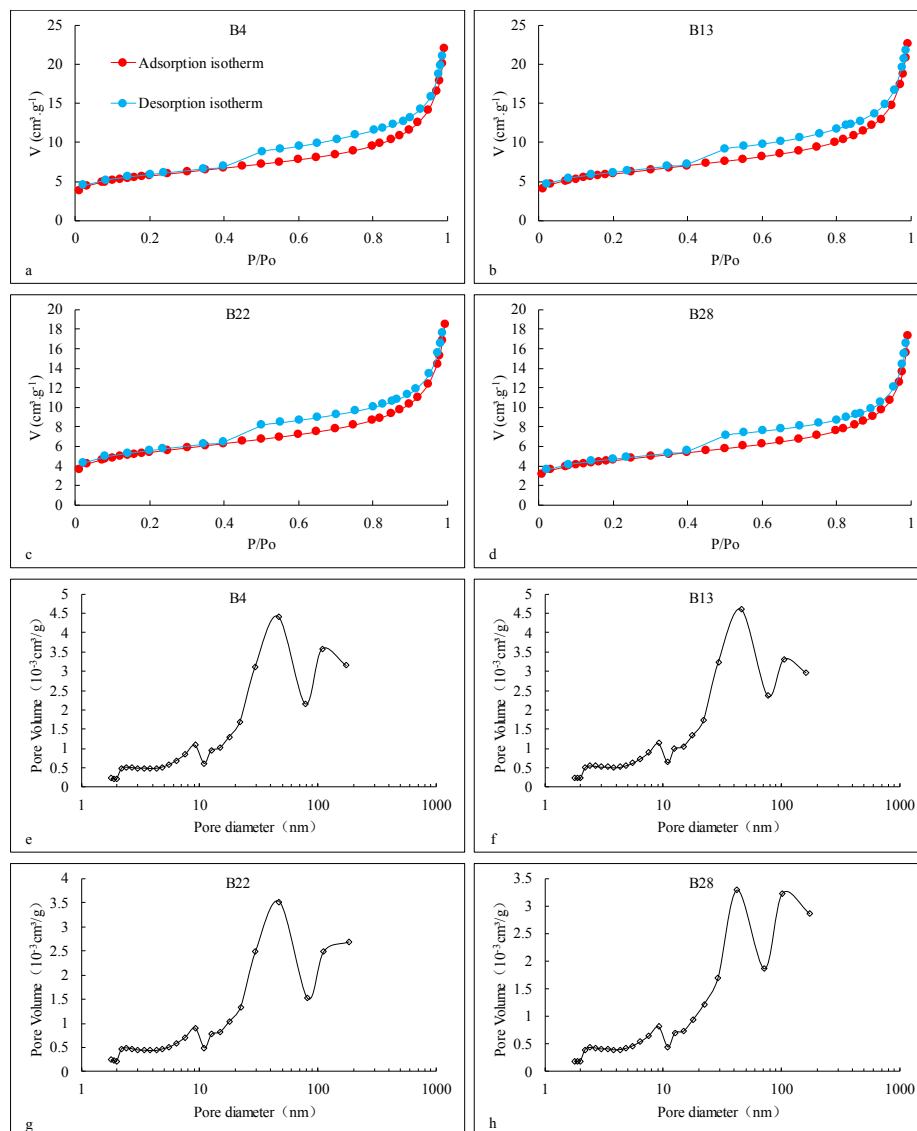 B4
25
20
15
10
5
0
V (cm³.g⁻¹)
Adsorption isotherm
Desorption isotherm
0 0.2 0.4 0.6 0.8 1
P/Po
a
B13
25
20
15
10
5
0
V (cm³.g⁻¹)
0 0.2 0.4 0.6 0.8 1
P/Po
b
B22
20
18
16
14
12
10
8
6
4
2
0
V (cm³.g⁻¹)
0 0.2 0.4 0.6 0.8 1
P/Po
c
B28
20
18
16
14
12
10
8
6
4
2
0
V (cm³.g⁻¹)
0 0.2 0.4 0.6 0.8 1
P/Po
d
B4
5
4.5
4
3.5
3
2.5
2
1.5
1
0.5
0
Pore Volume（10⁻³cm³/g）
1 10 100 1000
Pore diameter（nm）
e
B13
5
4.5
4
3.5
3
2.5
2
1.5
1
0.5
0
Pore Volume（10⁻³cm³/g）
1 10 100 1000
Pore diameter（nm）
f
B22
4
3.5
3
2.5
2
1.5
1
0.5
0
Pore Volume（10⁻³cm³/g）
1 10 100 1000
Pore diameter（nm）
g
B28
3.5
3
2.5
2
1.5
1
0.5
0
Pore Volume（10⁻³cm³/g）
1 10 100 1000
Pore diameter（nm）
h